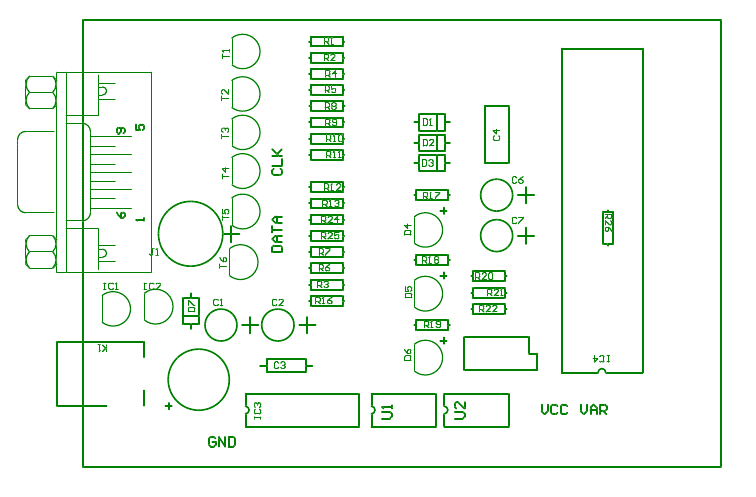 R1
T1
R2
R4
R5
T2
R8
T3
R9
R10
R11
T4
9
5
CLK
D1
D2
D3
C4
C6
R12
R7
R13
R24
R25
C7
R26
T5
6
1
DATA
D4
J1
T6
R3
R6
R18
R20
R21
R22
IC1
IC2
D5
D7
C1
C2
R16
R19
K1
C3
D6
IC4
IC3
U1
U2
VCC VAR
GND